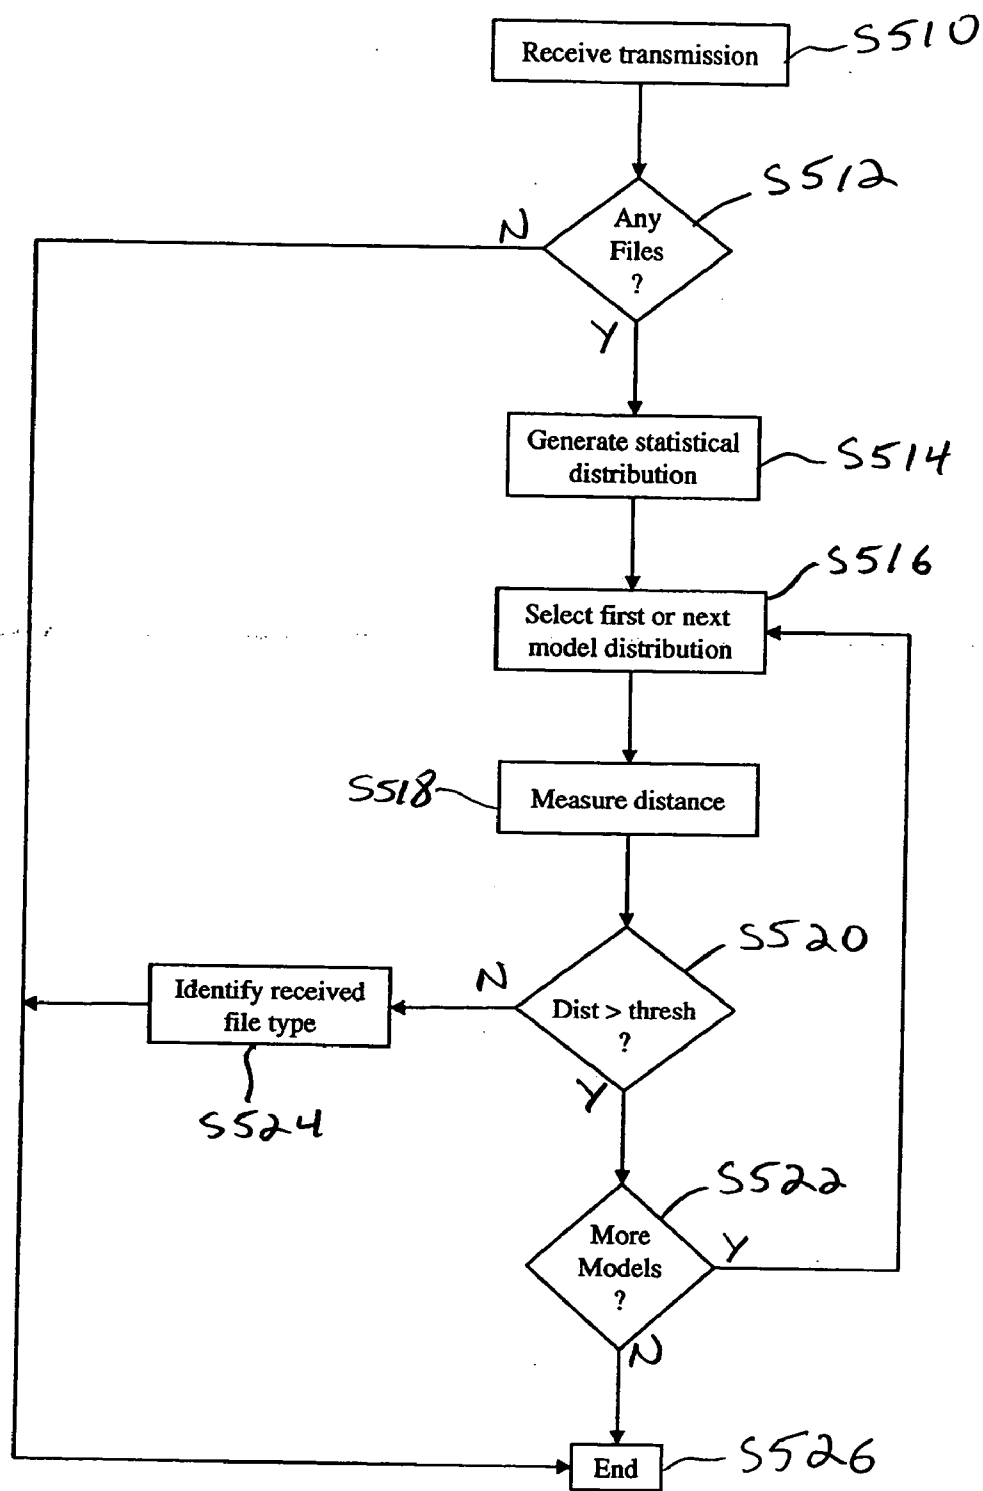 Receive transmission
S510
S512
N
Any
Files
?
Y
Generate statistical
distribution
S514
S516
Select first or next
model distribution
S518
Measure distance
S520
N
Dist > thresh
?
Y
Identify received
file type
S524
S522
More
Models
?
Y
N
End
S526